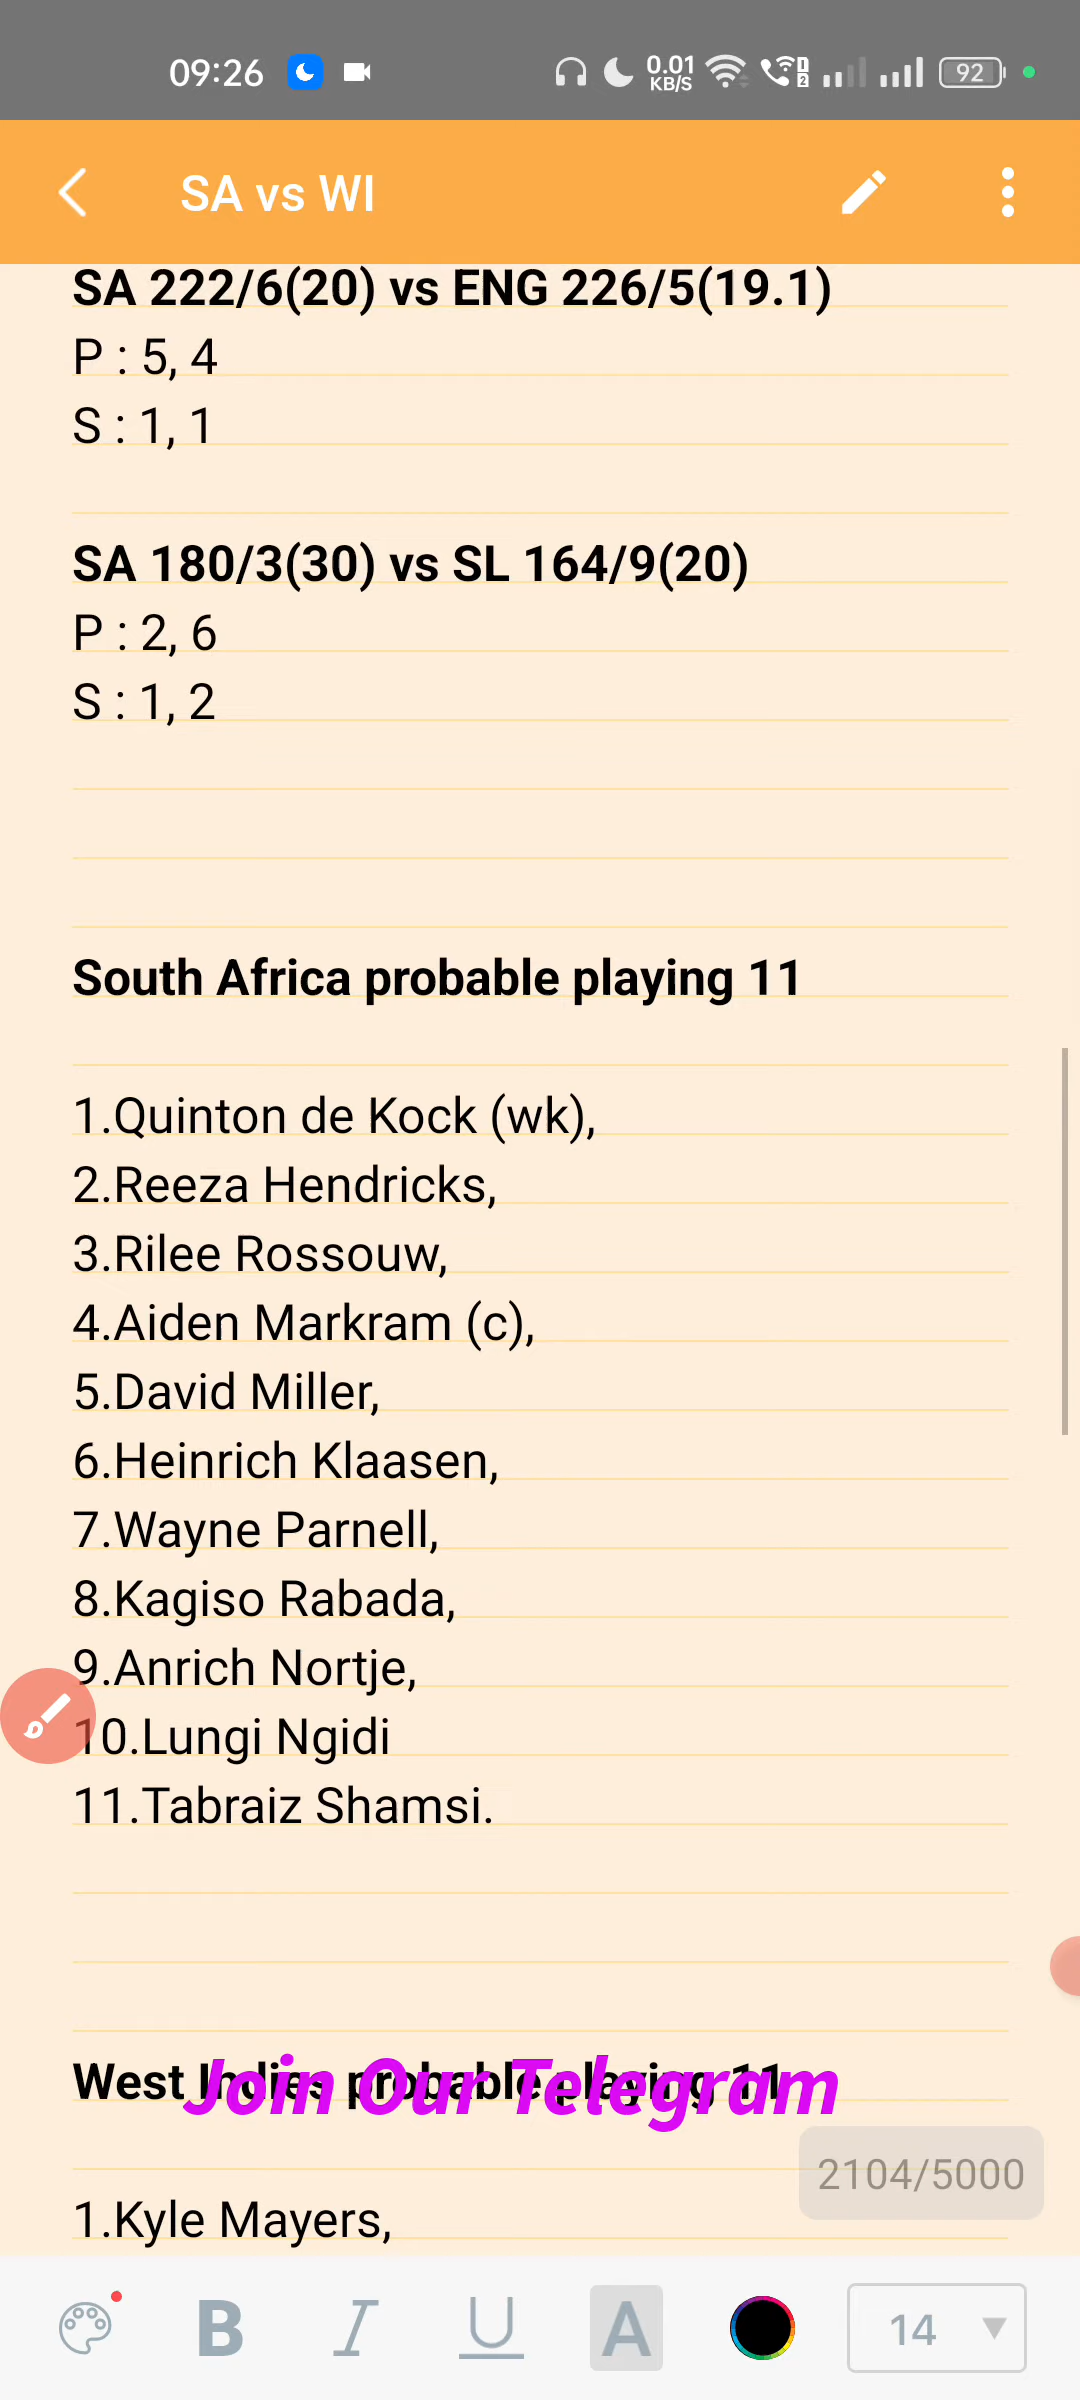 09:26
0.01
KB/S
1
2
92
SA vs WI
SA 222/6(20) vs ENG 226/5(19.1)
P : 5, 4
S : 1, 1
SA 180/3(30) vs SL 164/9(20)
P : 2, 6
S : 1, 2
South Africa probable playing 11
1.Quinton de Kock (wk),
2.Reeza Hendricks,
3.Rilee Rossouw,
4.Aiden Markram (c),
5.David Miller,
6.Heinrich Klaasen,
7.Wayne Parnell,
8.Kagiso Rabada,
9.Anrich Nortje,
10.Lungi Ngidi
11.Tabraiz Shamsi.
West Indies probable playing 11
Join Our Telegram
2104/5000
1.Kyle Mayers,
B I U A 14